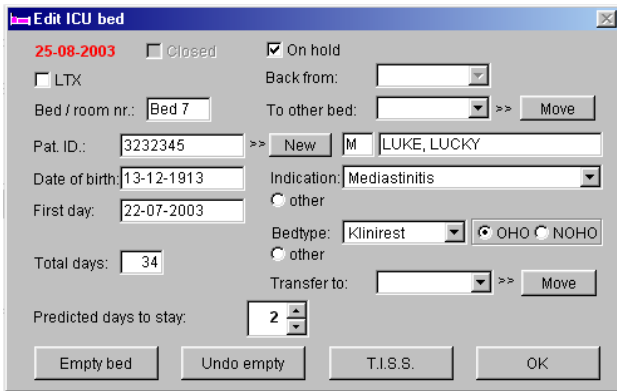 Edit ICU bed
25-08-2003 Closed On hold
LTX Back from:
Bed / room nr.: Bed 7 To other bed: >> Move
Pat. ID.: 3232345 >> New M LUKE, LUCKY
Date of birth: 13-12-1913 Indication: Mediastinitis
other
First day: 22-07-2003
Bedtype: Klinirest OHO NOHO
other
Total days: 34
Transfer to: >> Move
Predicted days to stay: 2
Empty bed Undo empty T.I.S.S. OK